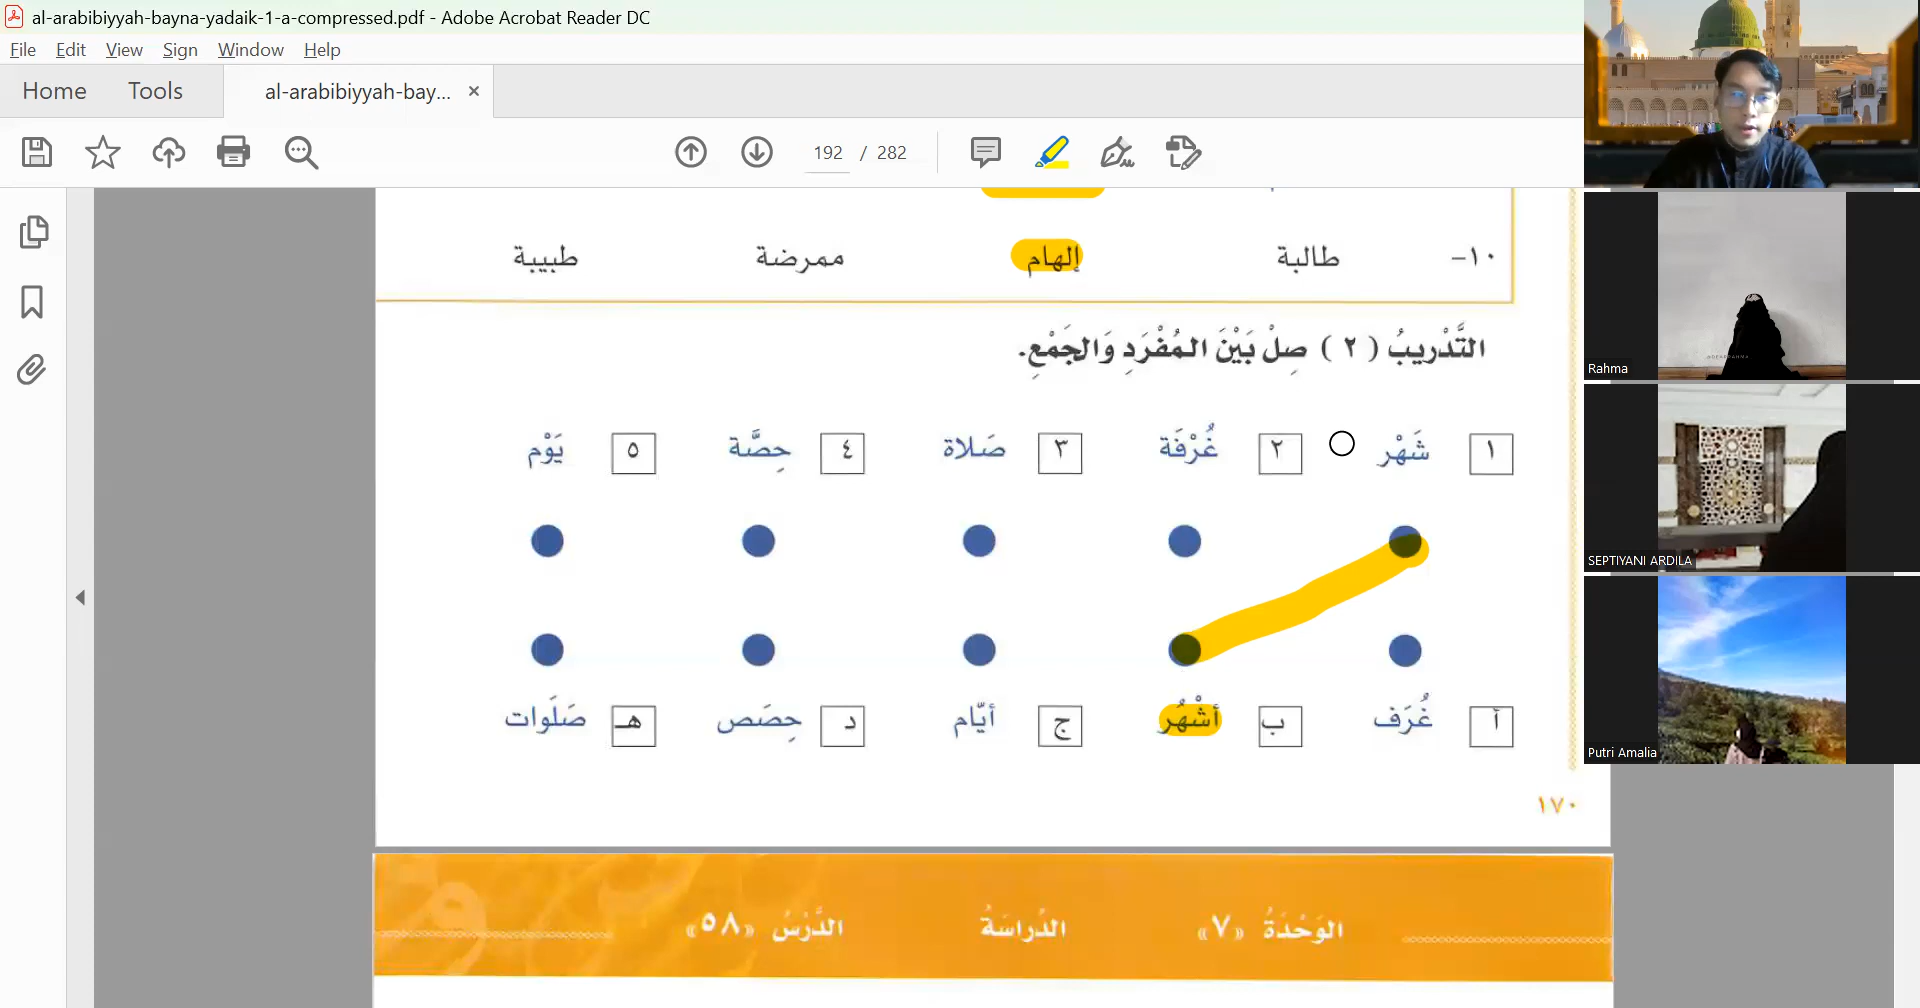 al-arabibiyyah-bayna-yadaik-1-a-compressed.pdf - Adobe Acrobat Reader DC
File Edit View Sign Window Help
Home Tools al-arabibiyyah-bay... ×
192 / 282
١٠- طالبة إلهام ممرضة طبيبة
التَّدْرِيبُ ( ٢ ) صِلْ بَيْنَ المُفْرَدِ وَالجَمْعِ.
١ شَهْر ٢ غُرْفَة ٣ صَلاة ٤ حِصَّة ٥ يَوْم
أ غُرَف ب أشْهُر ج أيّام د حِصَص هـ صَلَوات
١٧٠
الوَحْدَةُ «٧» الدِّراسَةُ الدَّرْسُ «٥٨»
Rahma
SEPTIYANI ARDILA
Putri Amalia